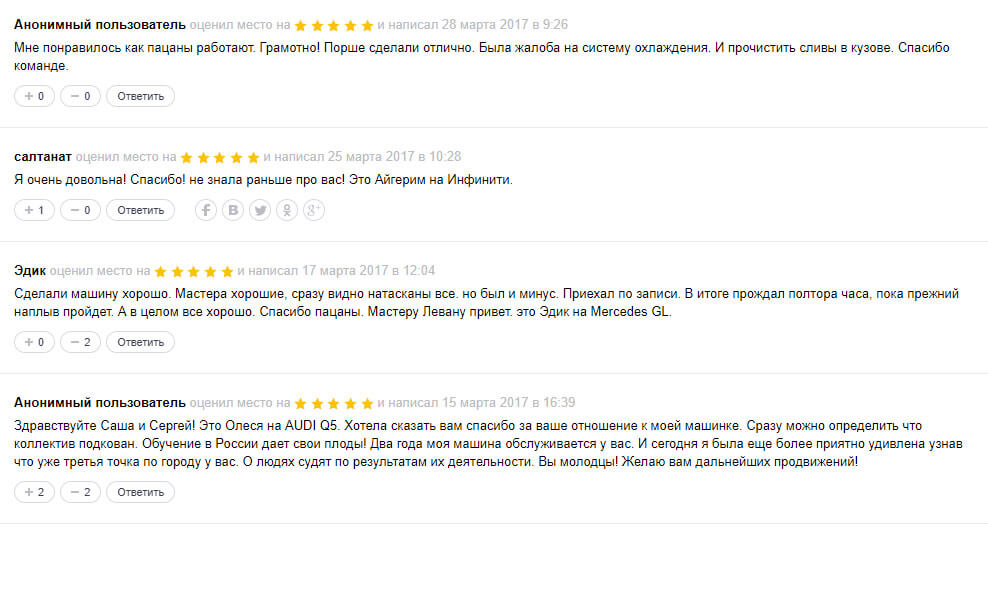 Анонимный пользователь оценил место на и написал 28 марта 2017 в 9:26
Мне понравилось как пацаны работают. Грамотно! Порше сделали отлично. Была жалоба на систему охлаждения. И прочистить сливы в кузове. Спасибо
команде.
+ 0 − 0 Ответить
салтанат оценил место на и написал 25 марта 2017 в 10:28
Я очень довольна! Спасибо! не знала раньше про вас! Это Айгерим на Инфинити.
+ 1 − 0 Ответить f B g+
Эдик оценил место на и написал 17 марта 2017 в 12:04
Сделали машину хорошо. Мастера хорошие, сразу видно натасканы все. но был и минус. Приехал по записи. В итоге прождал полтора часа, пока прежний
наплыв пройдет. А в целом все хорошо. Спасибо пацаны. Мастеру Левану привет. это Эдик на Mercedes GL.
+ 0 − 2 Ответить
Анонимный пользователь оценил место на и написал 15 марта 2017 в 16:39
Здравствуйте Саша и Сергей! Это Олеся на AUDI Q5. Хотела сказать вам спасибо за ваше отношение к моей машинке. Сразу можно определить что
коллектив подкован. Обучение в России дает свои плоды! Два года моя машина обслуживается у вас. И сегодня я была еще более приятно удивлена узнав
что уже третья точка по городу у вас. О людях судят по результатам их деятельности. Вы молодцы! Желаю вам дальнейших продвижений!
+ 2 − 2 Ответить